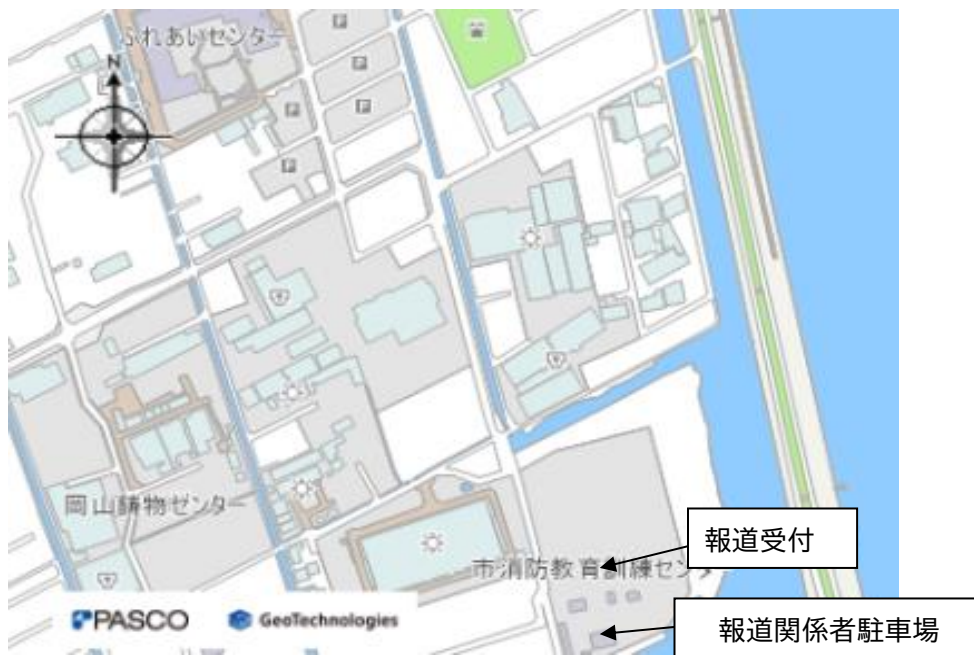 ふれあいセンター
N
P
P
P
P
P
岡山鋳物センター
報道受付
市消防教育訓練セン
報道関係者駐車場
PASCO
GeoTechnologies